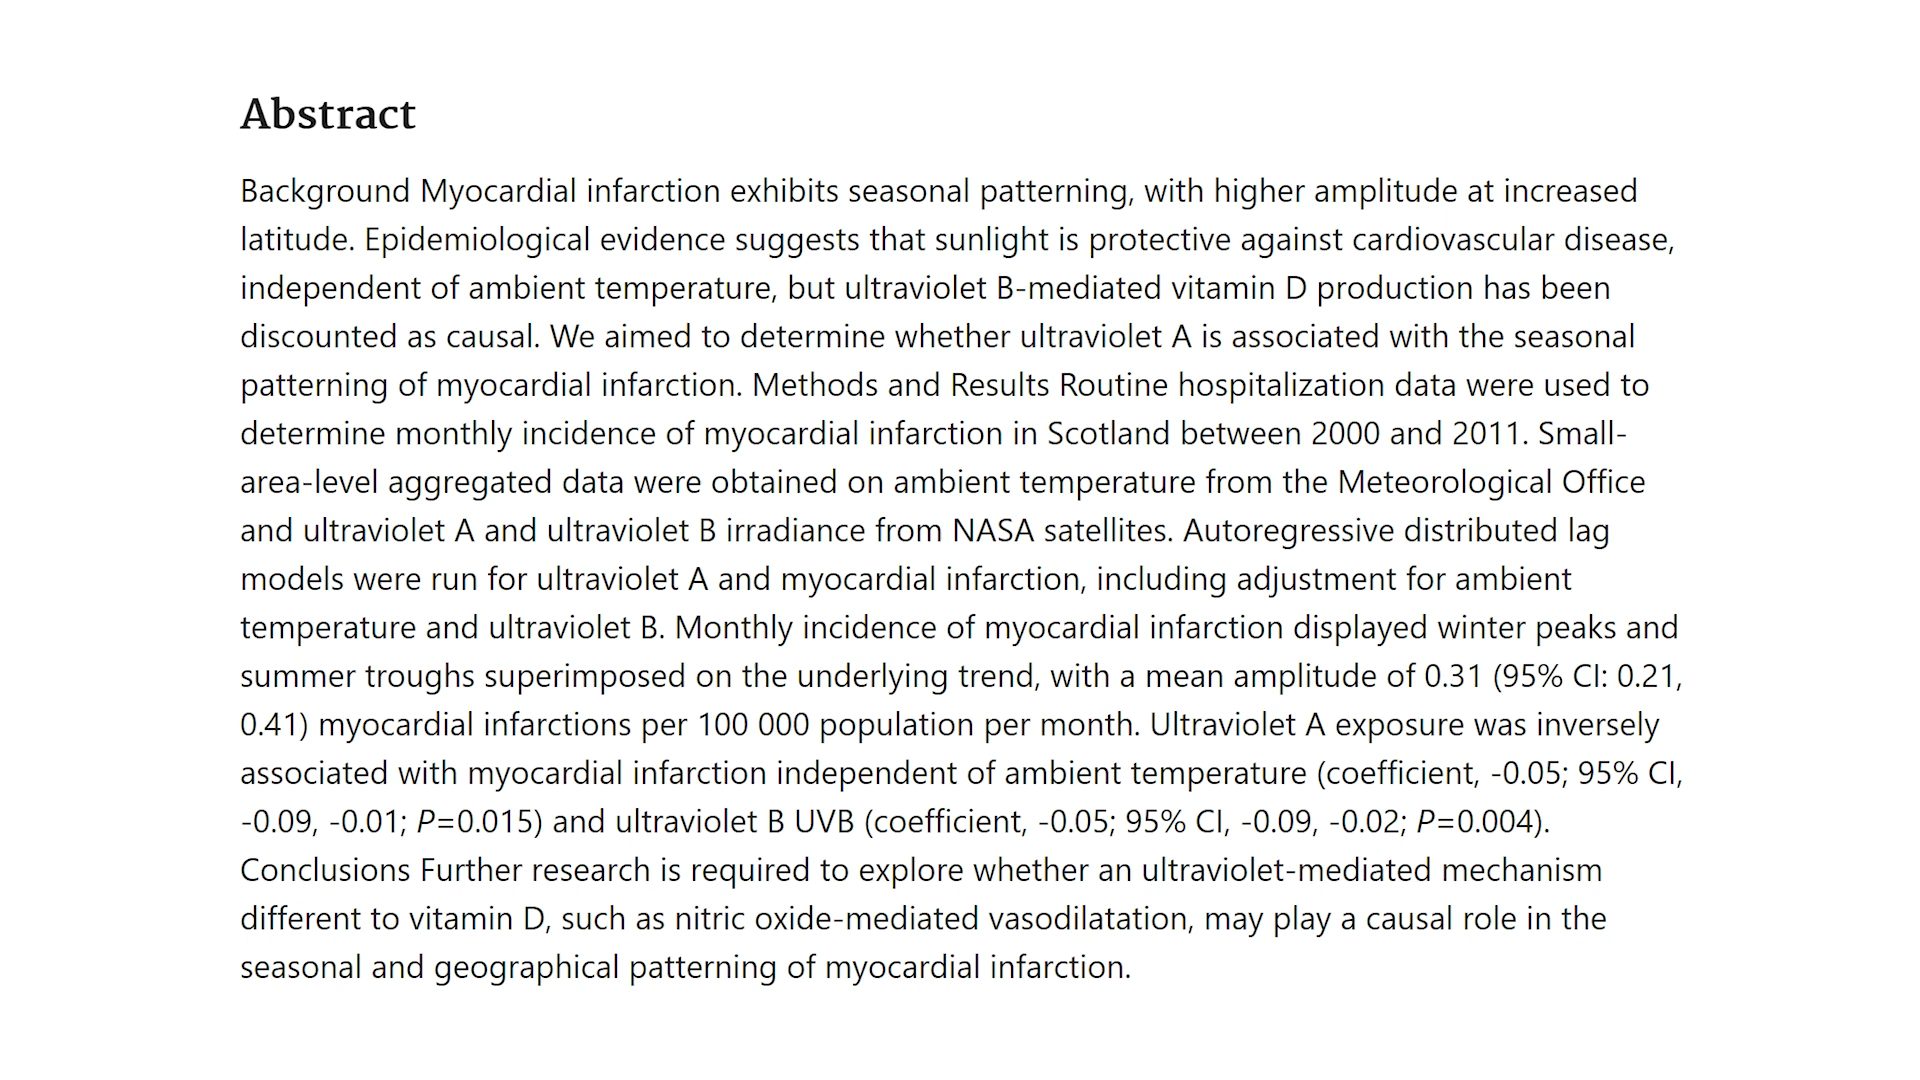 Abstract
Background Myocardial infarction exhibits seasonal patterning, with higher amplitude at increased
latitude. Epidemiological evidence suggests that sunlight is protective against cardiovascular disease,
independent of ambient temperature, but ultraviolet B-mediated vitamin D production has been
discounted as causal. We aimed to determine whether ultraviolet A is associated with the seasonal
patterning of myocardial infarction. Methods and Results Routine hospitalization data were used to
determine monthly incidence of myocardial infarction in Scotland between 2000 and 2011. Small-
area-level aggregated data were obtained on ambient temperature from the Meteorological Office
and ultraviolet A and ultraviolet B irradiance from NASA satellites. Autoregressive distributed lag
models were run for ultraviolet A and myocardial infarction, including adjustment for ambient
temperature and ultraviolet B. Monthly incidence of myocardial infarction displayed winter peaks and
summer troughs superimposed on the underlying trend, with a mean amplitude of 0.31 (95% CI: 0.21,
0.41) myocardial infarctions per 100 000 population per month. Ultraviolet A exposure was inversely
associated with myocardial infarction independent of ambient temperature (coefficient, -0.05; 95% CI,
-0.09, -0.01; P=0.015) and ultraviolet B UVB (coefficient, -0.05; 95% CI, -0.09, -0.02; P=0.004).
Conclusions Further research is required to explore whether an ultraviolet-mediated mechanism
different to vitamin D, such as nitric oxide-mediated vasodilatation, may play a causal role in the
seasonal and geographical patterning of myocardial infarction.